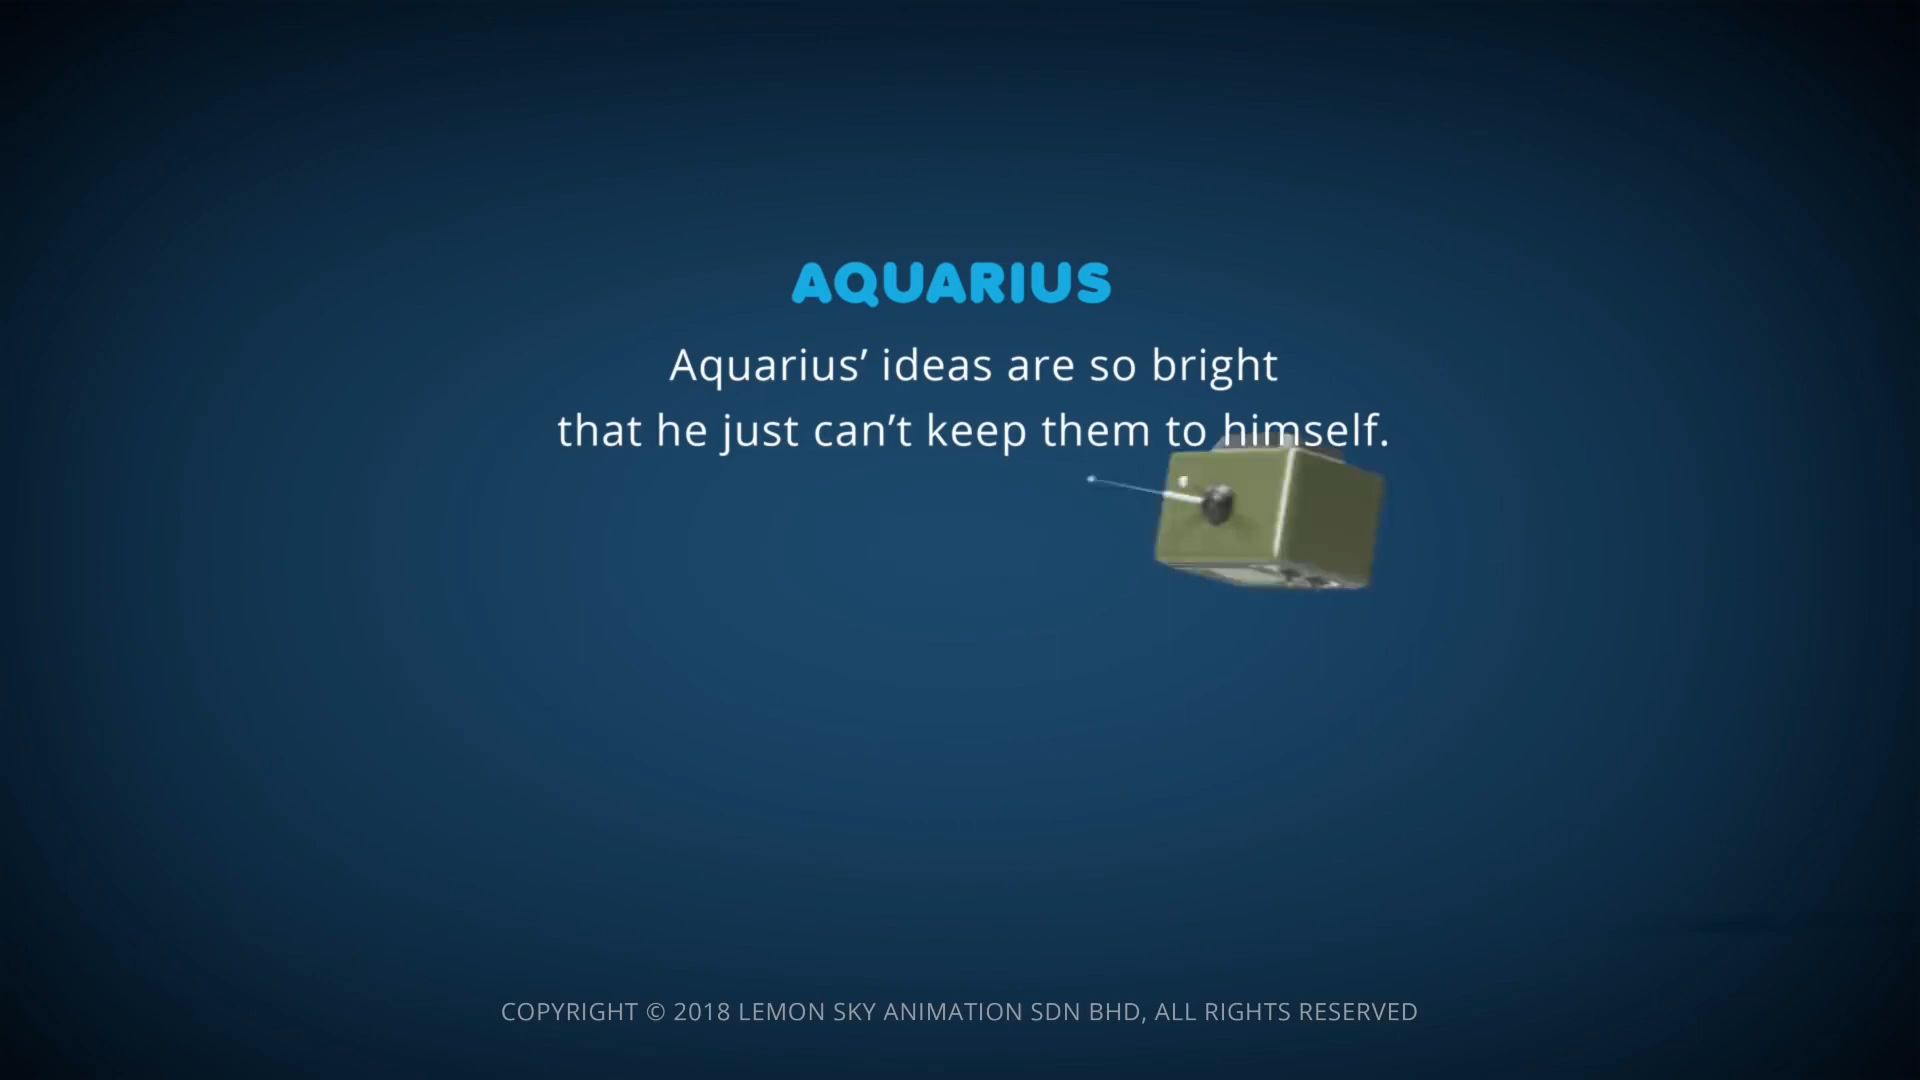 AQUARIUS
Aquarius’ ideas are so bright
that he just can’t keep them to himself.
COPYRIGHT © 2018 LEMON SKY ANIMATION SDN BHD, ALL RIGHTS RESERVED